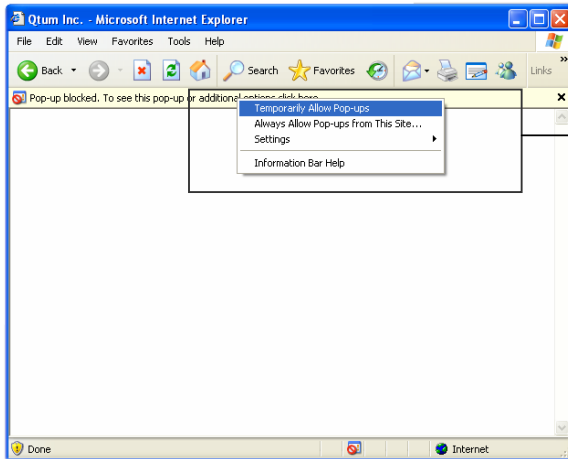 Qtum Inc. - Microsoft Internet Explorer
File Edit View Favorites Tools Help
Back Search Favorites Links
Pop-up blocked. To see this pop-up or additional options click here...
Temporarily Allow Pop-ups
Always Allow Pop-ups from This Site...
Settings
Information Bar Help
Done Internet